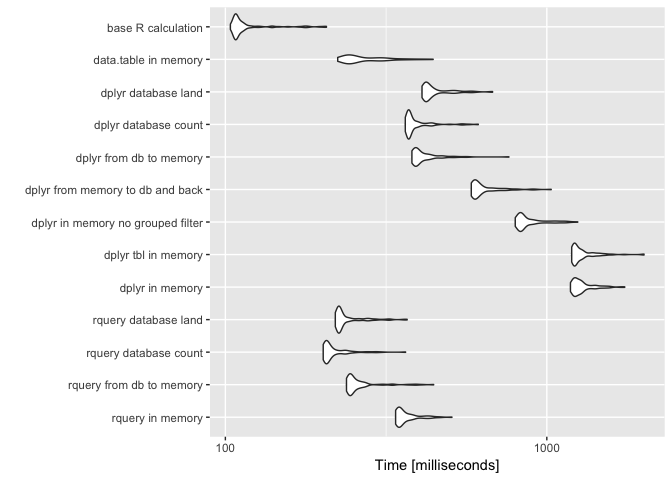 base R calculation
data.table in memory
dplyr database land
dplyr database count
dplyr from db to memory
dplyr from memory to db and back
dplyr in memory no grouped filter
dplyr tbl in memory
dplyr in memory
rquery database land
rquery database count
rquery from db to memory
rquery in memory
100 1000
Time [milliseconds]